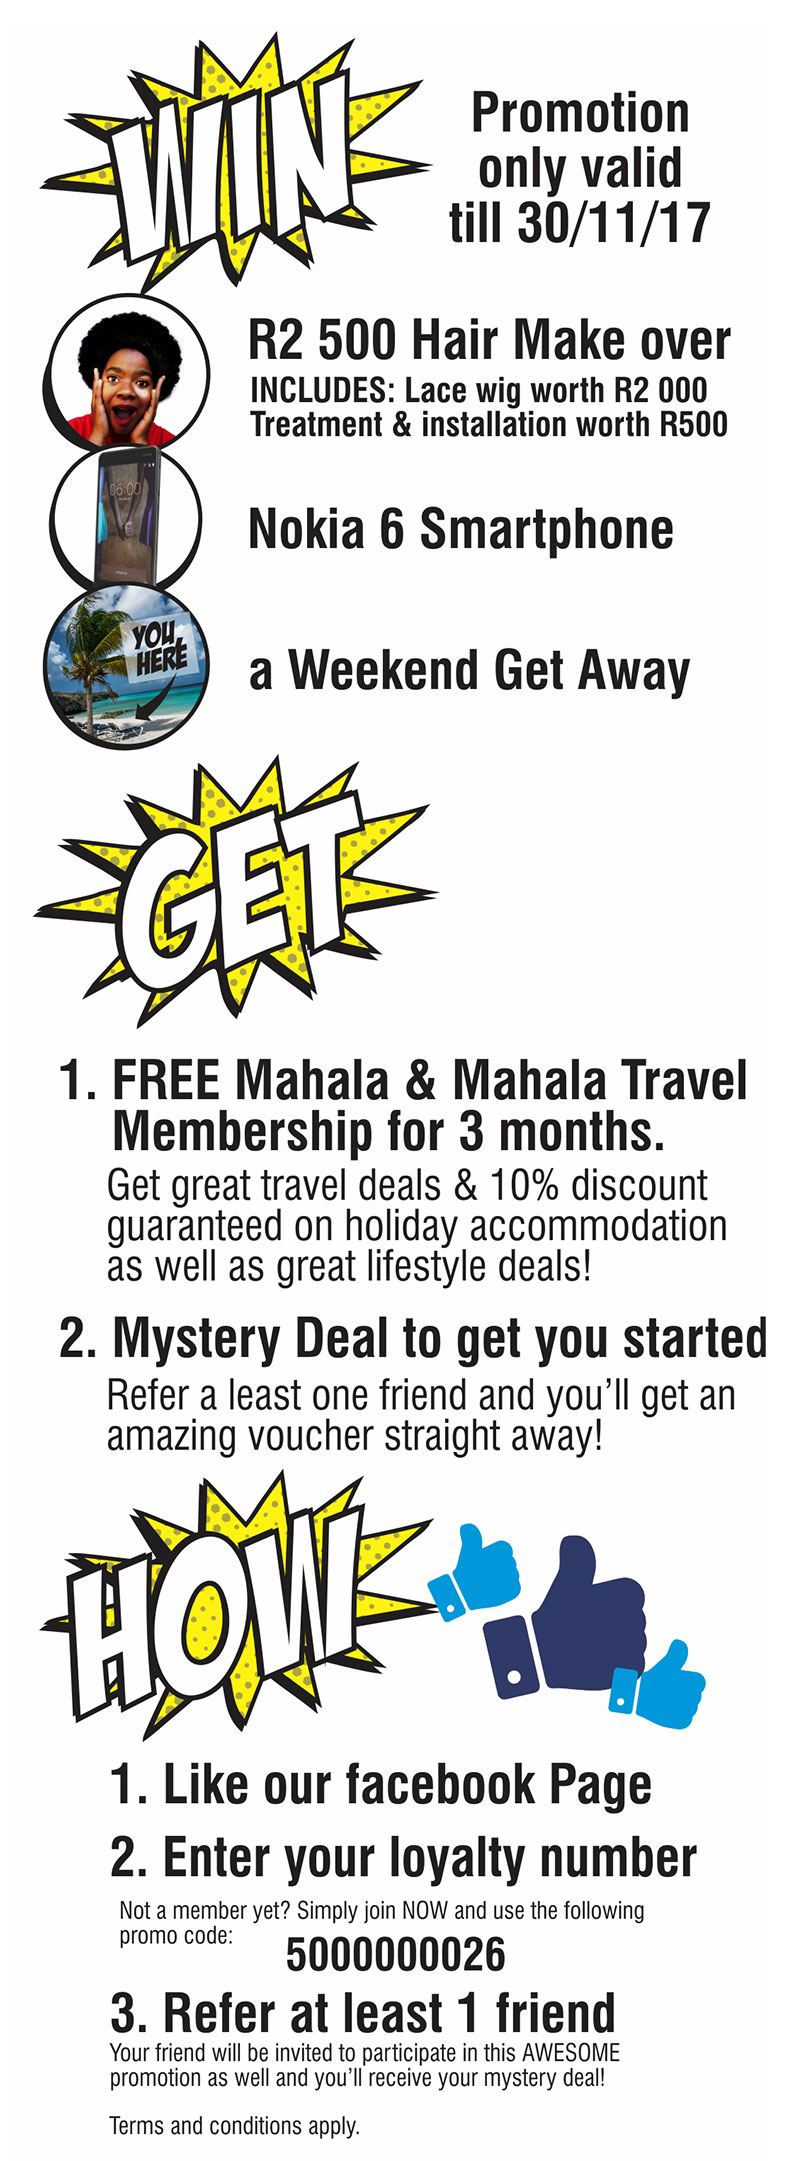 WIN
Promotion
only valid
till 30/11/17
R2 500 Hair Make over
INCLUDES: Lace wig worth R2 000
Treatment & installation worth R500
06:00
Nokia 6 Smartphone
YOU
HERE
a Weekend Get Away
GET
1. FREE Mahala & Mahala Travel
Membership for 3 months.
Get great travel deals & 10% discount
guaranteed on holiday accommodation
as well as great lifestyle deals!
2. Mystery Deal to get you started
Refer a least one friend and you'll get an
amazing voucher straight away!
HOW
1. Like our facebook Page
2. Enter your loyalty number
Not a member yet? Simply join NOW and use the following
promo code:
5000000026
3. Refer at least 1 friend
Your friend will be invited to participate in this AWESOME
promotion as well and you'll receive your mystery deal!
Terms and conditions apply.